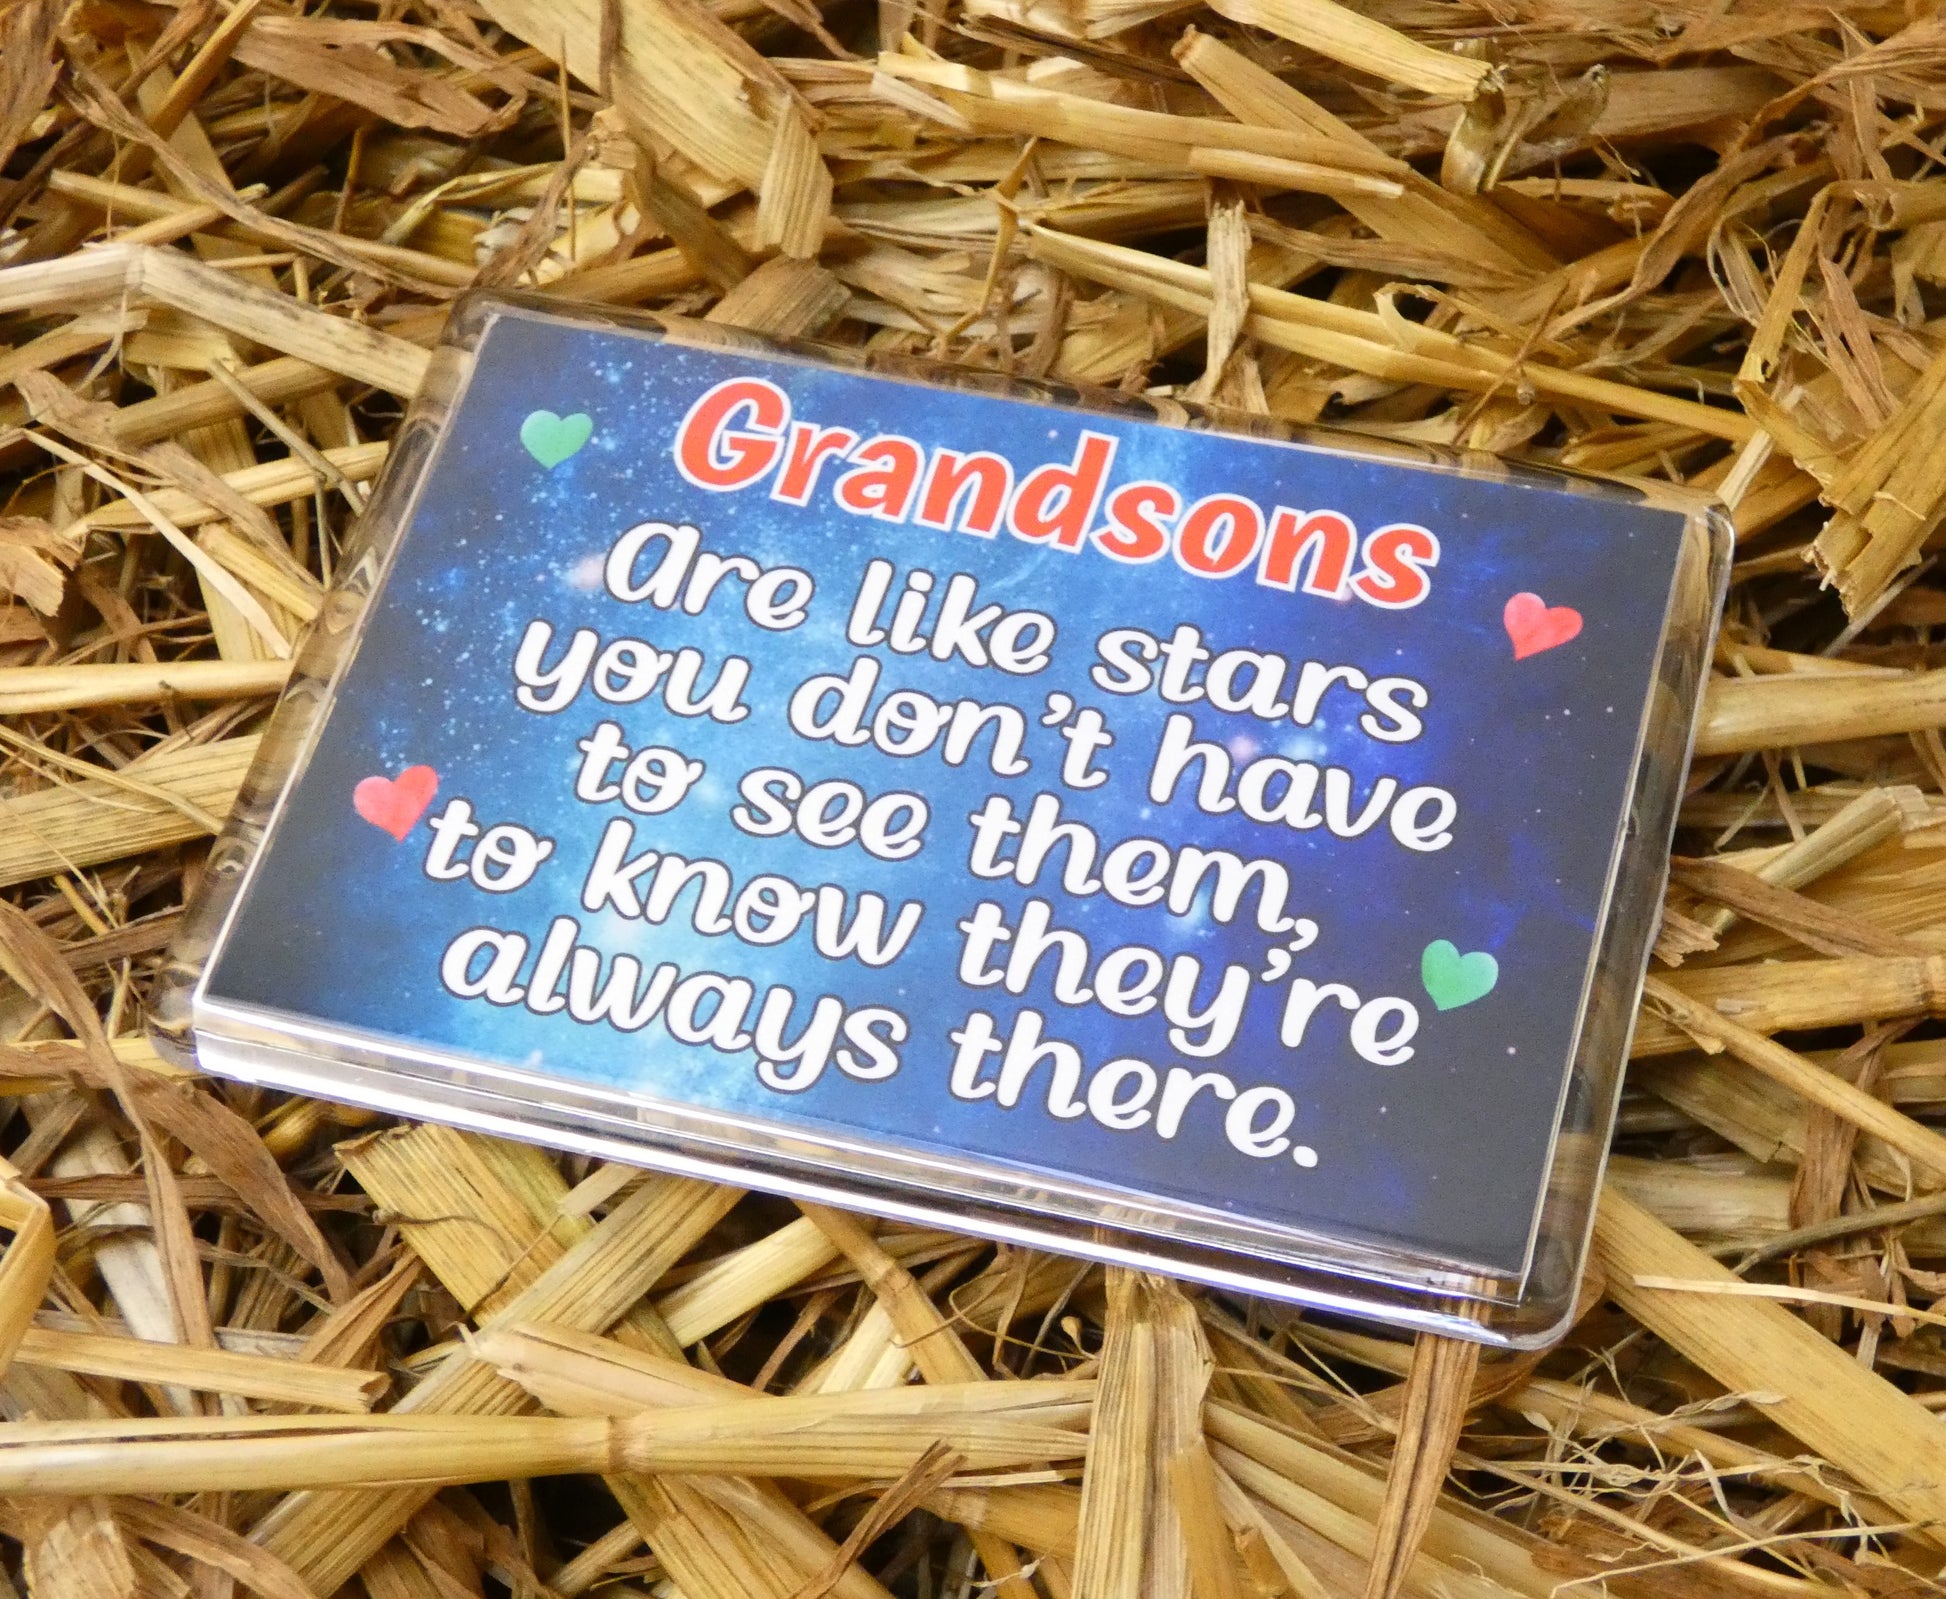 Grandsons
are like stars
you don't have
to see them,
to know they're
always there.